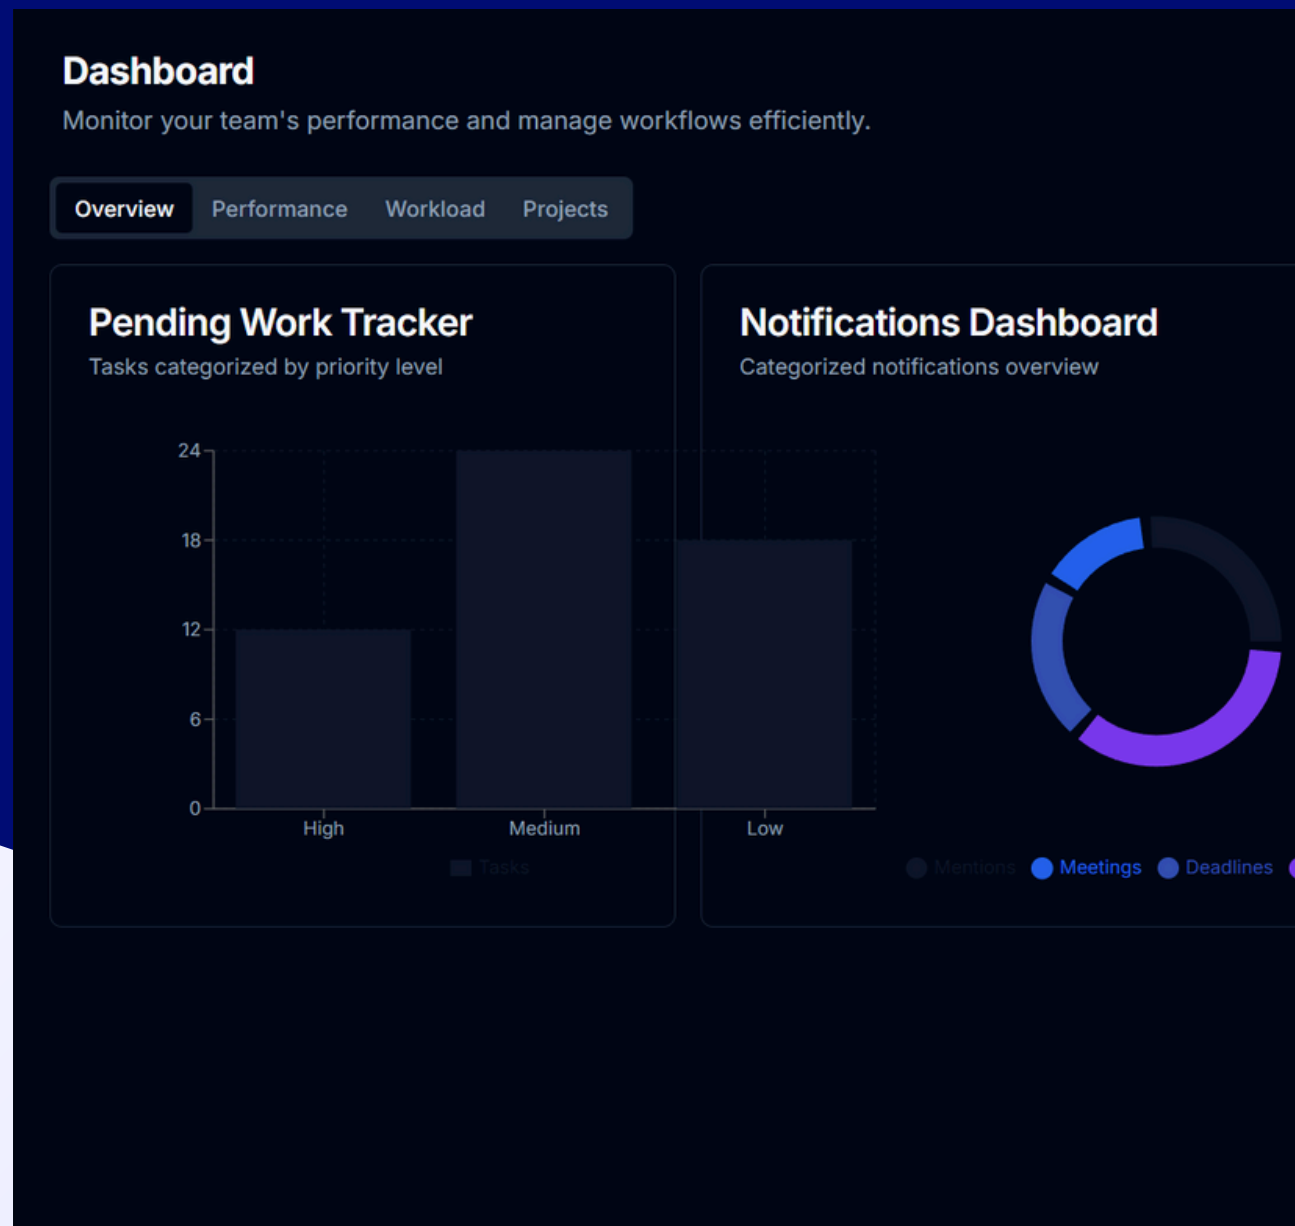 Dashboard
Monitor your team's performance and manage workflows efficiently.
Overview Performance Workload Projects
Pending Work Tracker
Tasks categorized by priority level
24
18
12
6
0
High Medium Low
Tasks
Notifications Dashboard
Categorized notifications overview
Mentions Meetings Deadlines